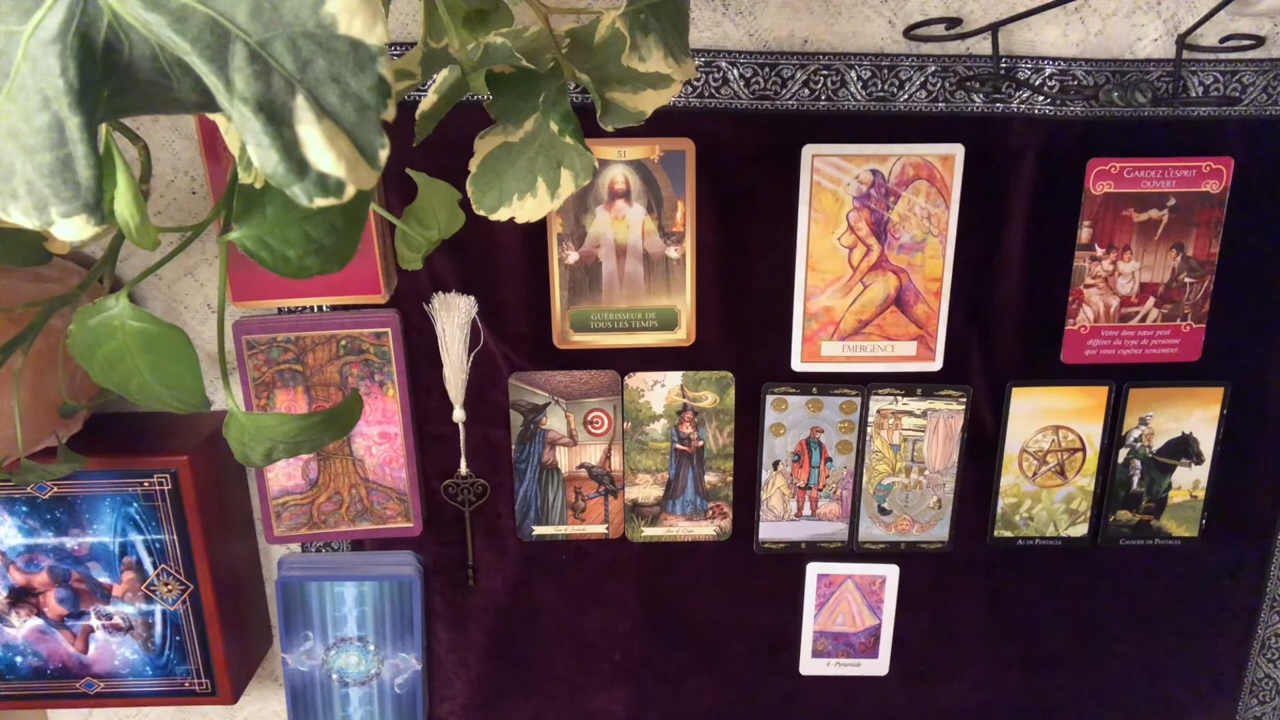 51
GUÉRISSEUR DE
TOUS LES TEMPS
ÉMERGENCE
GARDEZ L'ESPRIT
OUVERT
Votre âme sœur peut
différer du type de personne
que vous espérez rencontrer.
AS DE PENTACLE
CAVALIER DE PENTACLE
4 - Pyramide